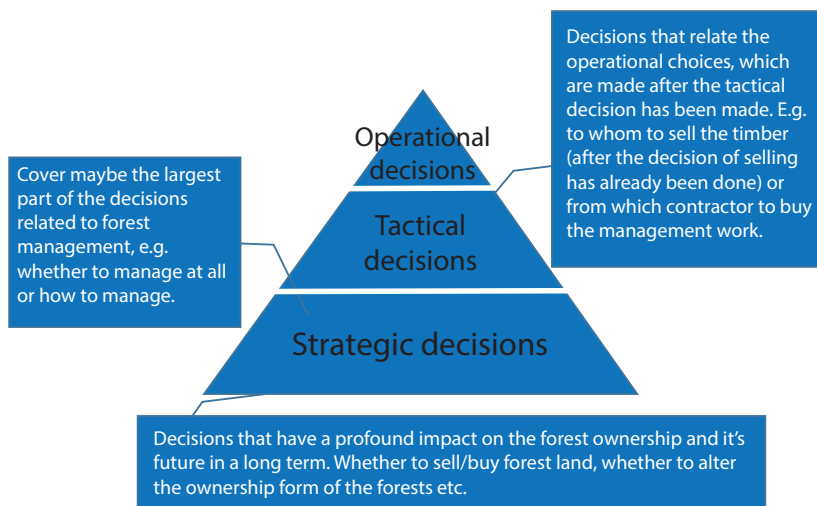 Decisions that relate the
operational choices, which
are made after the tactical
decision has been made. E.g.
to whom to sell the timber
(after the decision of selling
has already been done) or
from which contractor to buy
the management work.
Operational
decisions
Cover maybe the largest
part of the decisions
related to forest
management, e.g.
whether to manage at all
or how to manage.
Tactical
decisions
Strategic decisions
Decisions that have a profound impact on the forest ownership and it's
future in a long term. Whether to sell/buy forest land, whether to alter
the ownership form of the forests etc.